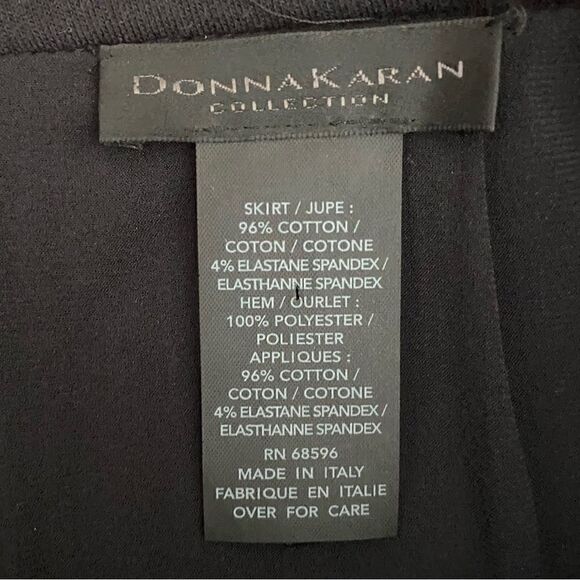 DONNAKARAN
COLLECTION
SKIRT / JUPE :
96% COTTON /
COTON / COTONE
4% ELASTANE SPANDEX /
ELASTHANNE SPANDEX
HEM / OURLET :
100% POLYESTER /
POLIESTER
APPLIQUES :
96% COTTON /
COTON / COTONE
4% ELASTANE SPANDEX /
ELASTHANNE SPANDEX
RN 68596
MADE IN ITALY
FABRIQUE EN ITALIE
OVER FOR CARE